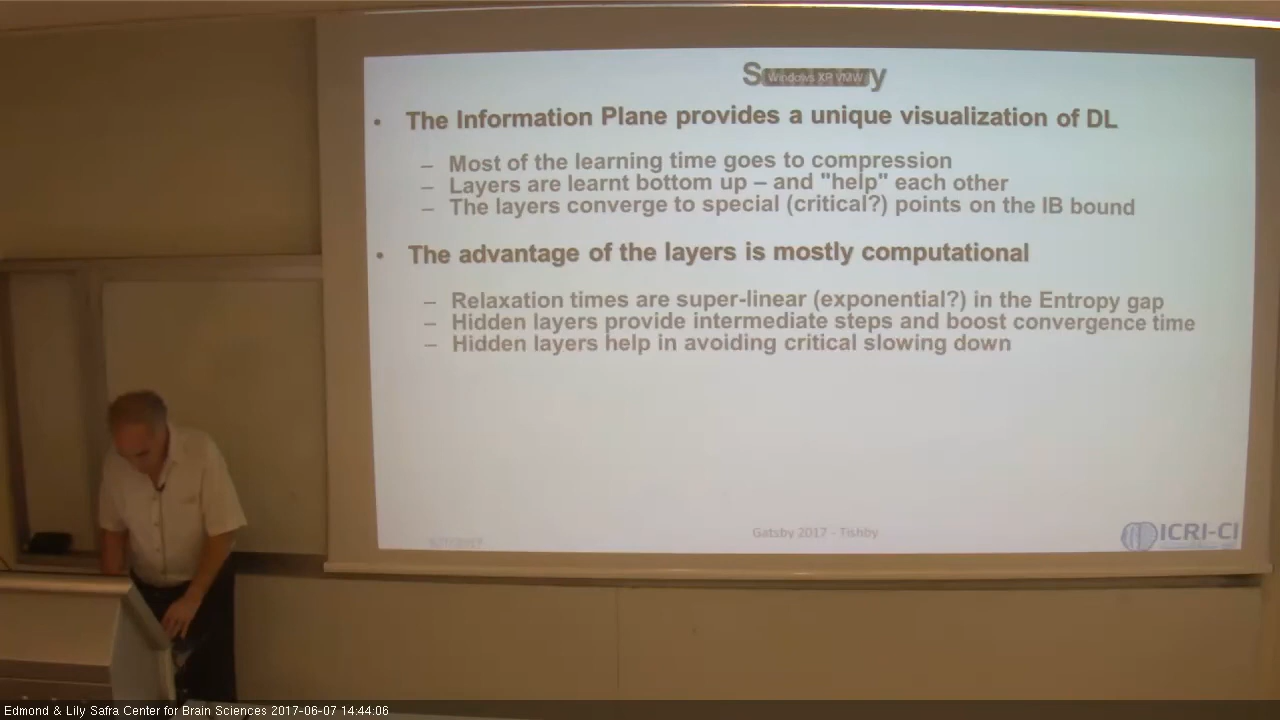 Summary
Windows XP VMW
• The Information Plane provides a unique visualization of DL
– Most of the learning time goes to compression
– Layers are learnt bottom up – and "help" each other
– The layers converge to special (critical?) points on the IB bound
• The advantage of the layers is mostly computational
– Relaxation times are super-linear (exponential?) in the Entropy gap
– Hidden layers provide intermediate steps and boost convergence time
– Hidden layers help in avoiding critical slowing down
Gatsby 2017 - Tishby
ICRI-CI
Edmond & Lily Safra Center for Brain Sciences 2017-06-07 14:44:06